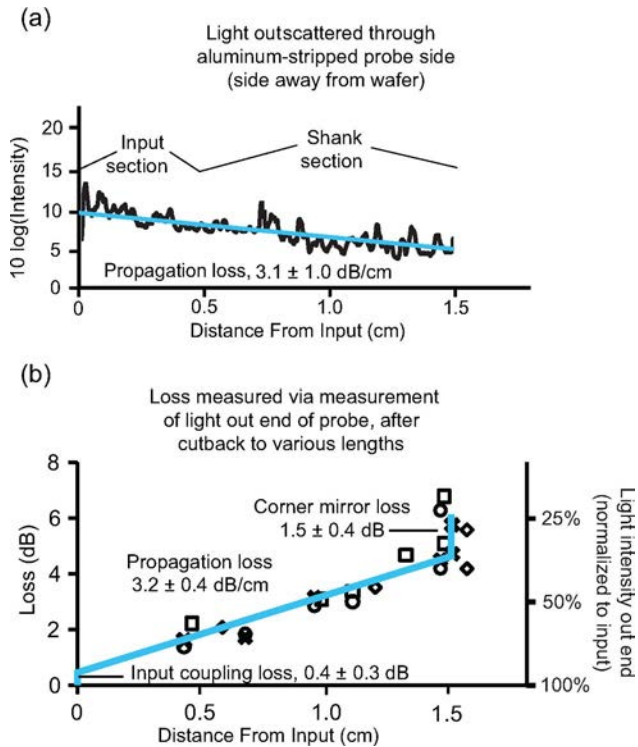 (a)
Light outscattered through
aluminum-stripped probe side
(side away from wafer)
10 log(Intensity)
20
15
10
5
0
Input
section
Shank
section
Propagation loss, 3.1 ± 1.0 dB/cm
0
0.5
1.0
1.5
Distance From Input (cm)
(b)
Loss measured via measurement
of light out end of probe, after
cutback to various lengths
Loss (dB)
8
6
4
2
0
Corner mirror loss
1.5 ± 0.4 dB
Propagation loss
3.2 ± 0.4 dB/cm
Input coupling loss, 0.4 ± 0.3 dB
25%
50%
100%
Light intensity out end
(normalized to input)
0
0.5
1.0
1.5
Distance From Input (cm)